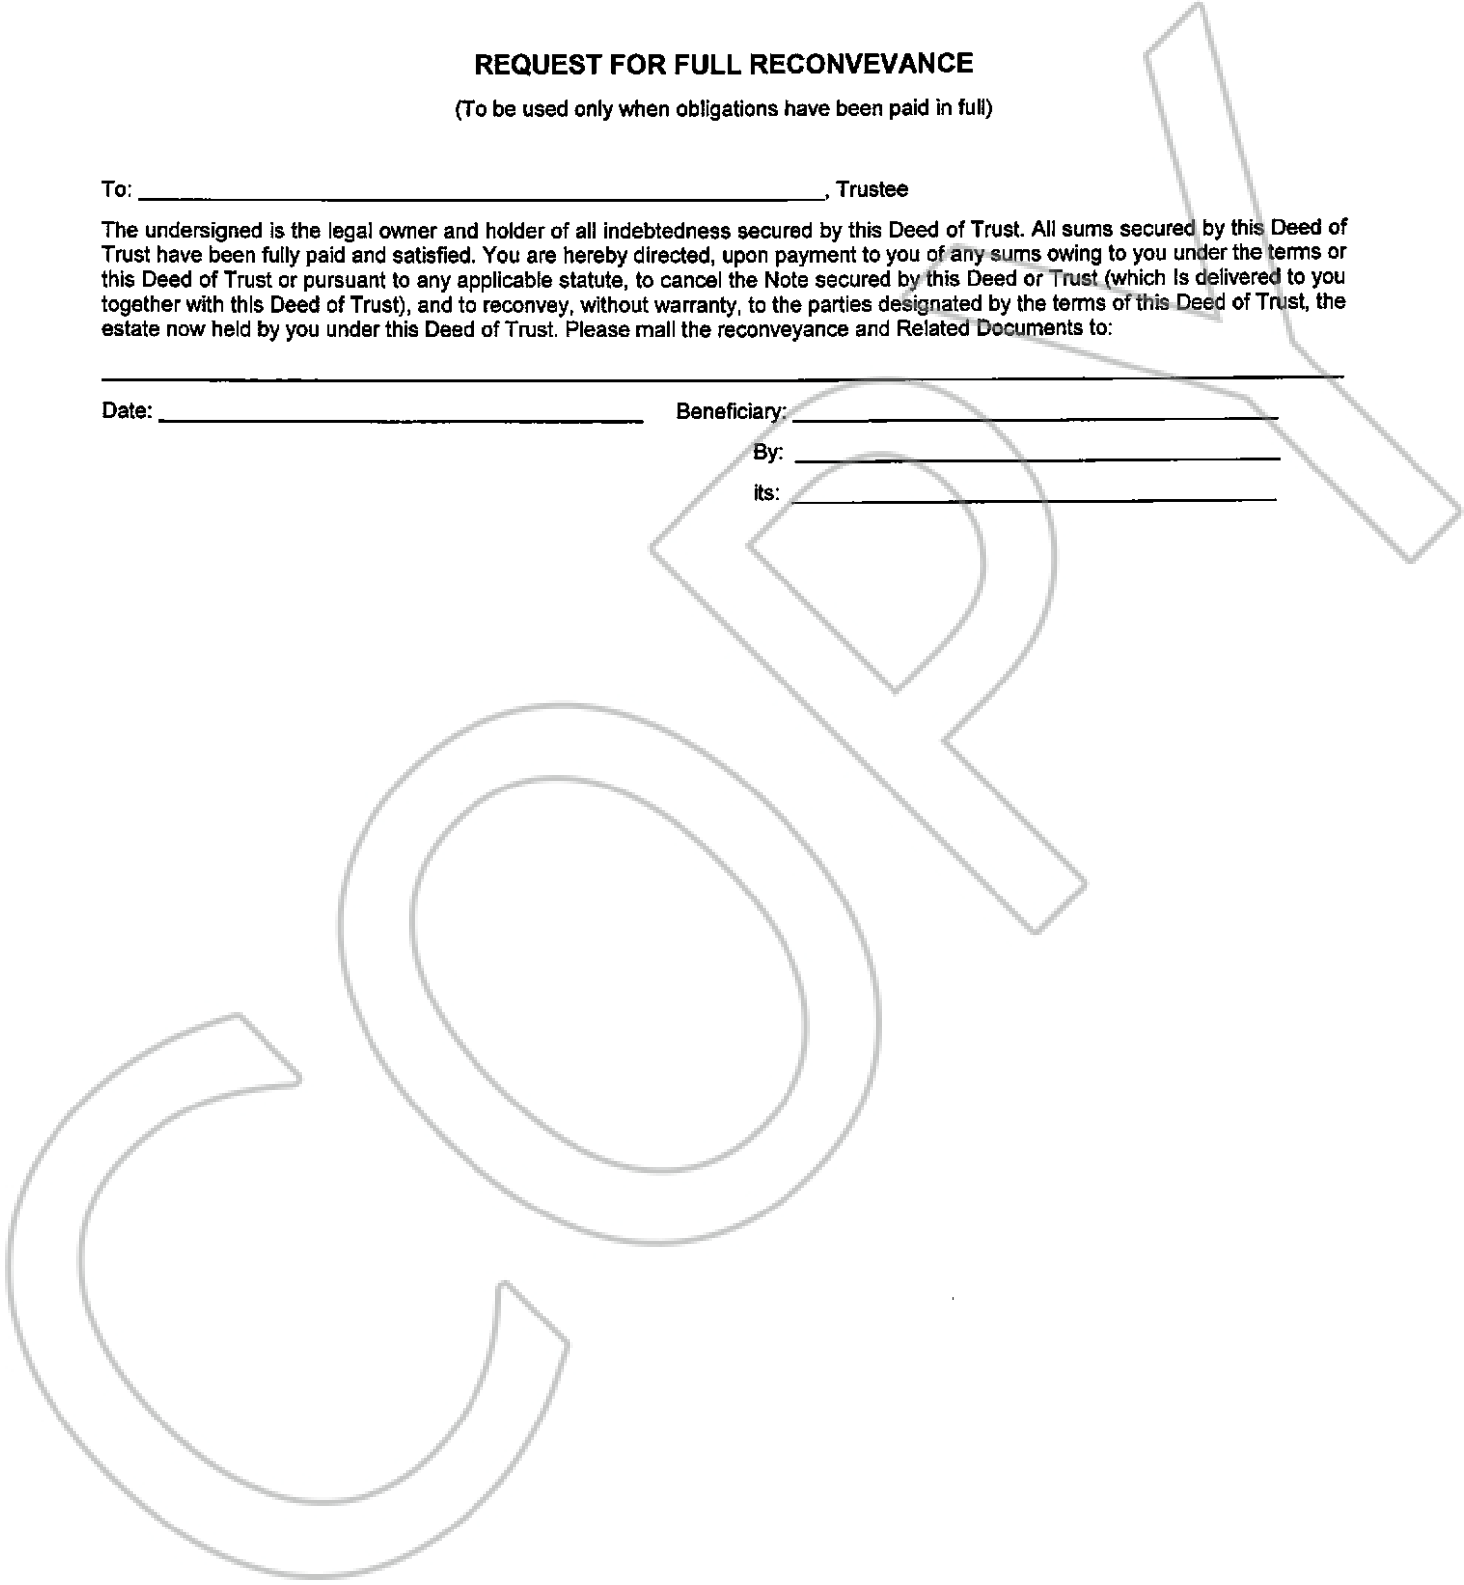 REQUEST FOR FULL RECONVEVANCE
(To be used only when obligations have been paid in full)
To: , Trustee
The undersigned is the legal owner and holder of all indebtedness secured by this Deed of Trust. All sums secured by this Deed of
Trust have been fully paid and satisfied. You are hereby directed, upon payment to you of any sums owing to you under the terms or
this Deed of Trust or pursuant to any applicable statute, to cancel the Note secured by this Deed or Trust (which is delivered to you
together with this Deed of Trust), and to reconvey, without warranty, to the parties designated by the terms of this Deed of Trust, the
estate now held by you under this Deed of Trust. Please mall the reconveyance and Related Documents to:
Date: Beneficiary:
By:
its:
COPY